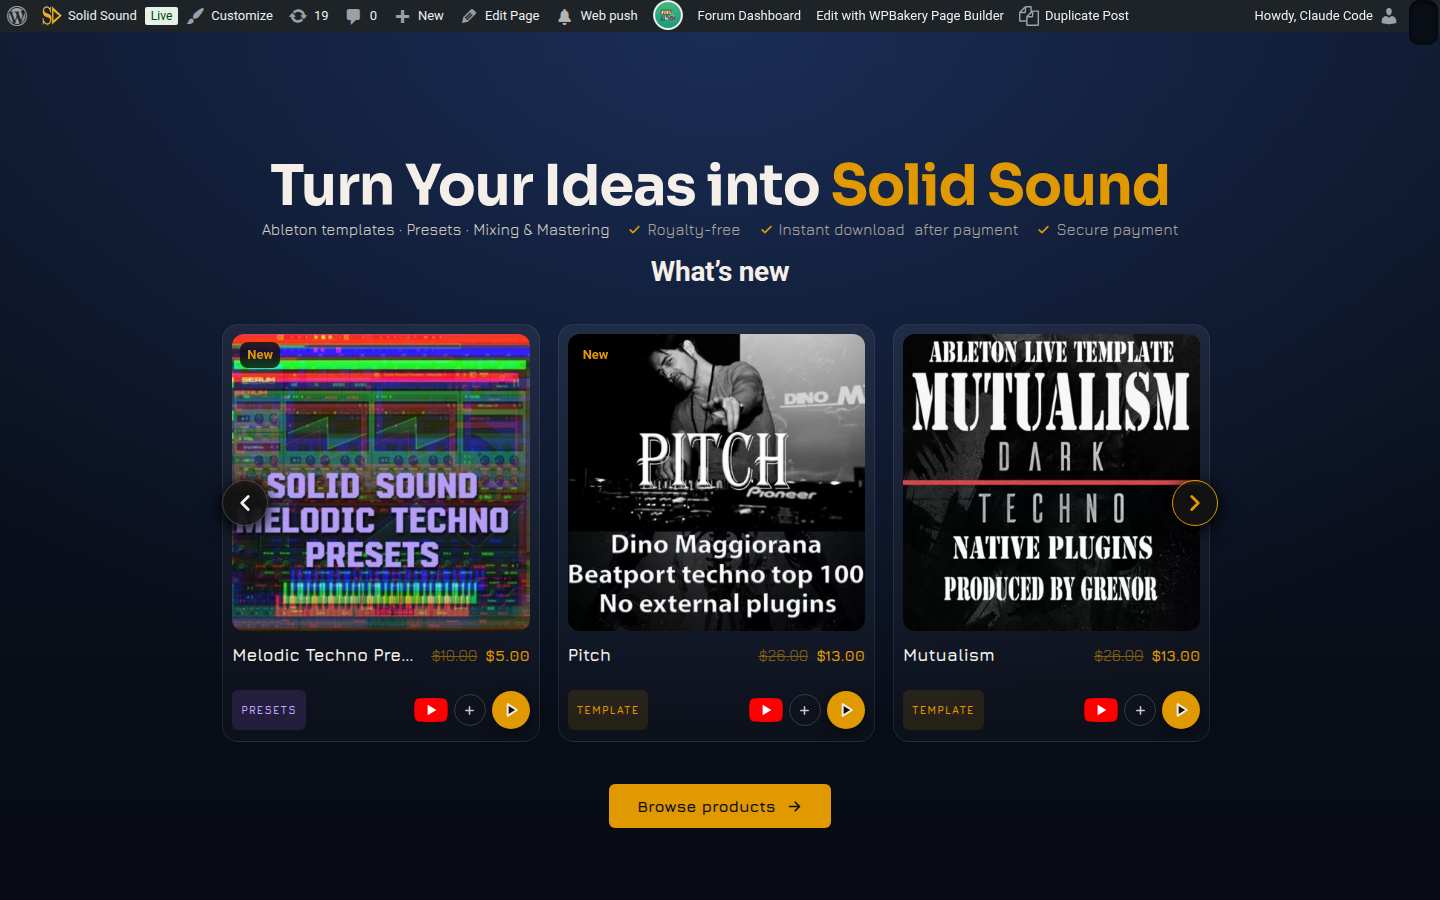 Solid Sound Live Customize 19 0 New Edit Page Web push Forum Dashboard Edit with WPBakery Page Builder Duplicate Post Howdy, Claude Code
Turn Your Ideas into Solid Sound
Ableton templates · Presets · Mixing & Mastering Royalty-free Instant download after payment Secure payment
What’s new
New
SERUM
SOLID SOUND
MELODIC TECHNO
PRESETS
Melodic Techno Pre... $10.00 $5.00
PRESETS
New
DINO M
PITCH
Pioneer
Dino Maggiorana
Beatport techno top 100
No external plugins
Pitch $26.00 $13.00
TEMPLATE
ABLETON LIVE TEMPLATE
MUTUALISM
DARK
TECHNO
NATIVE PLUGINS
PRODUCED BY GRENOR
Mutualism $26.00 $13.00
TEMPLATE
Browse products →